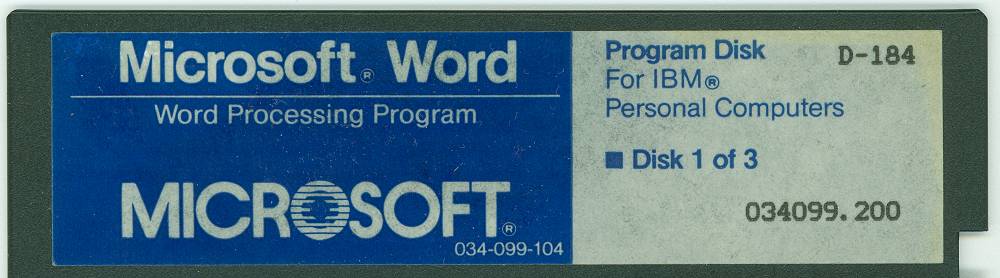 Microsoft® Word
Word Processing Program
MICROSOFT®
034-099-104
Program Disk D-184
For IBM®
Personal Computers
■ Disk 1 of 3
034099.200